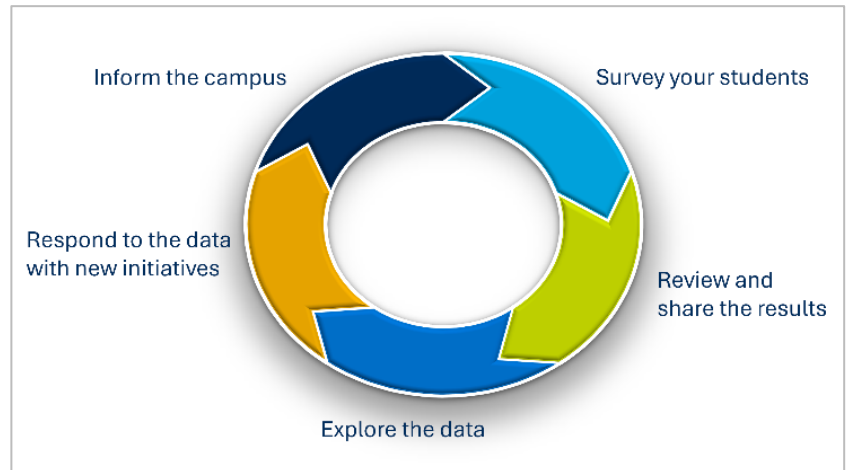 Inform the campus
Survey your students
Respond to the data
with new initiatives
Review and
share the results
Explore the data